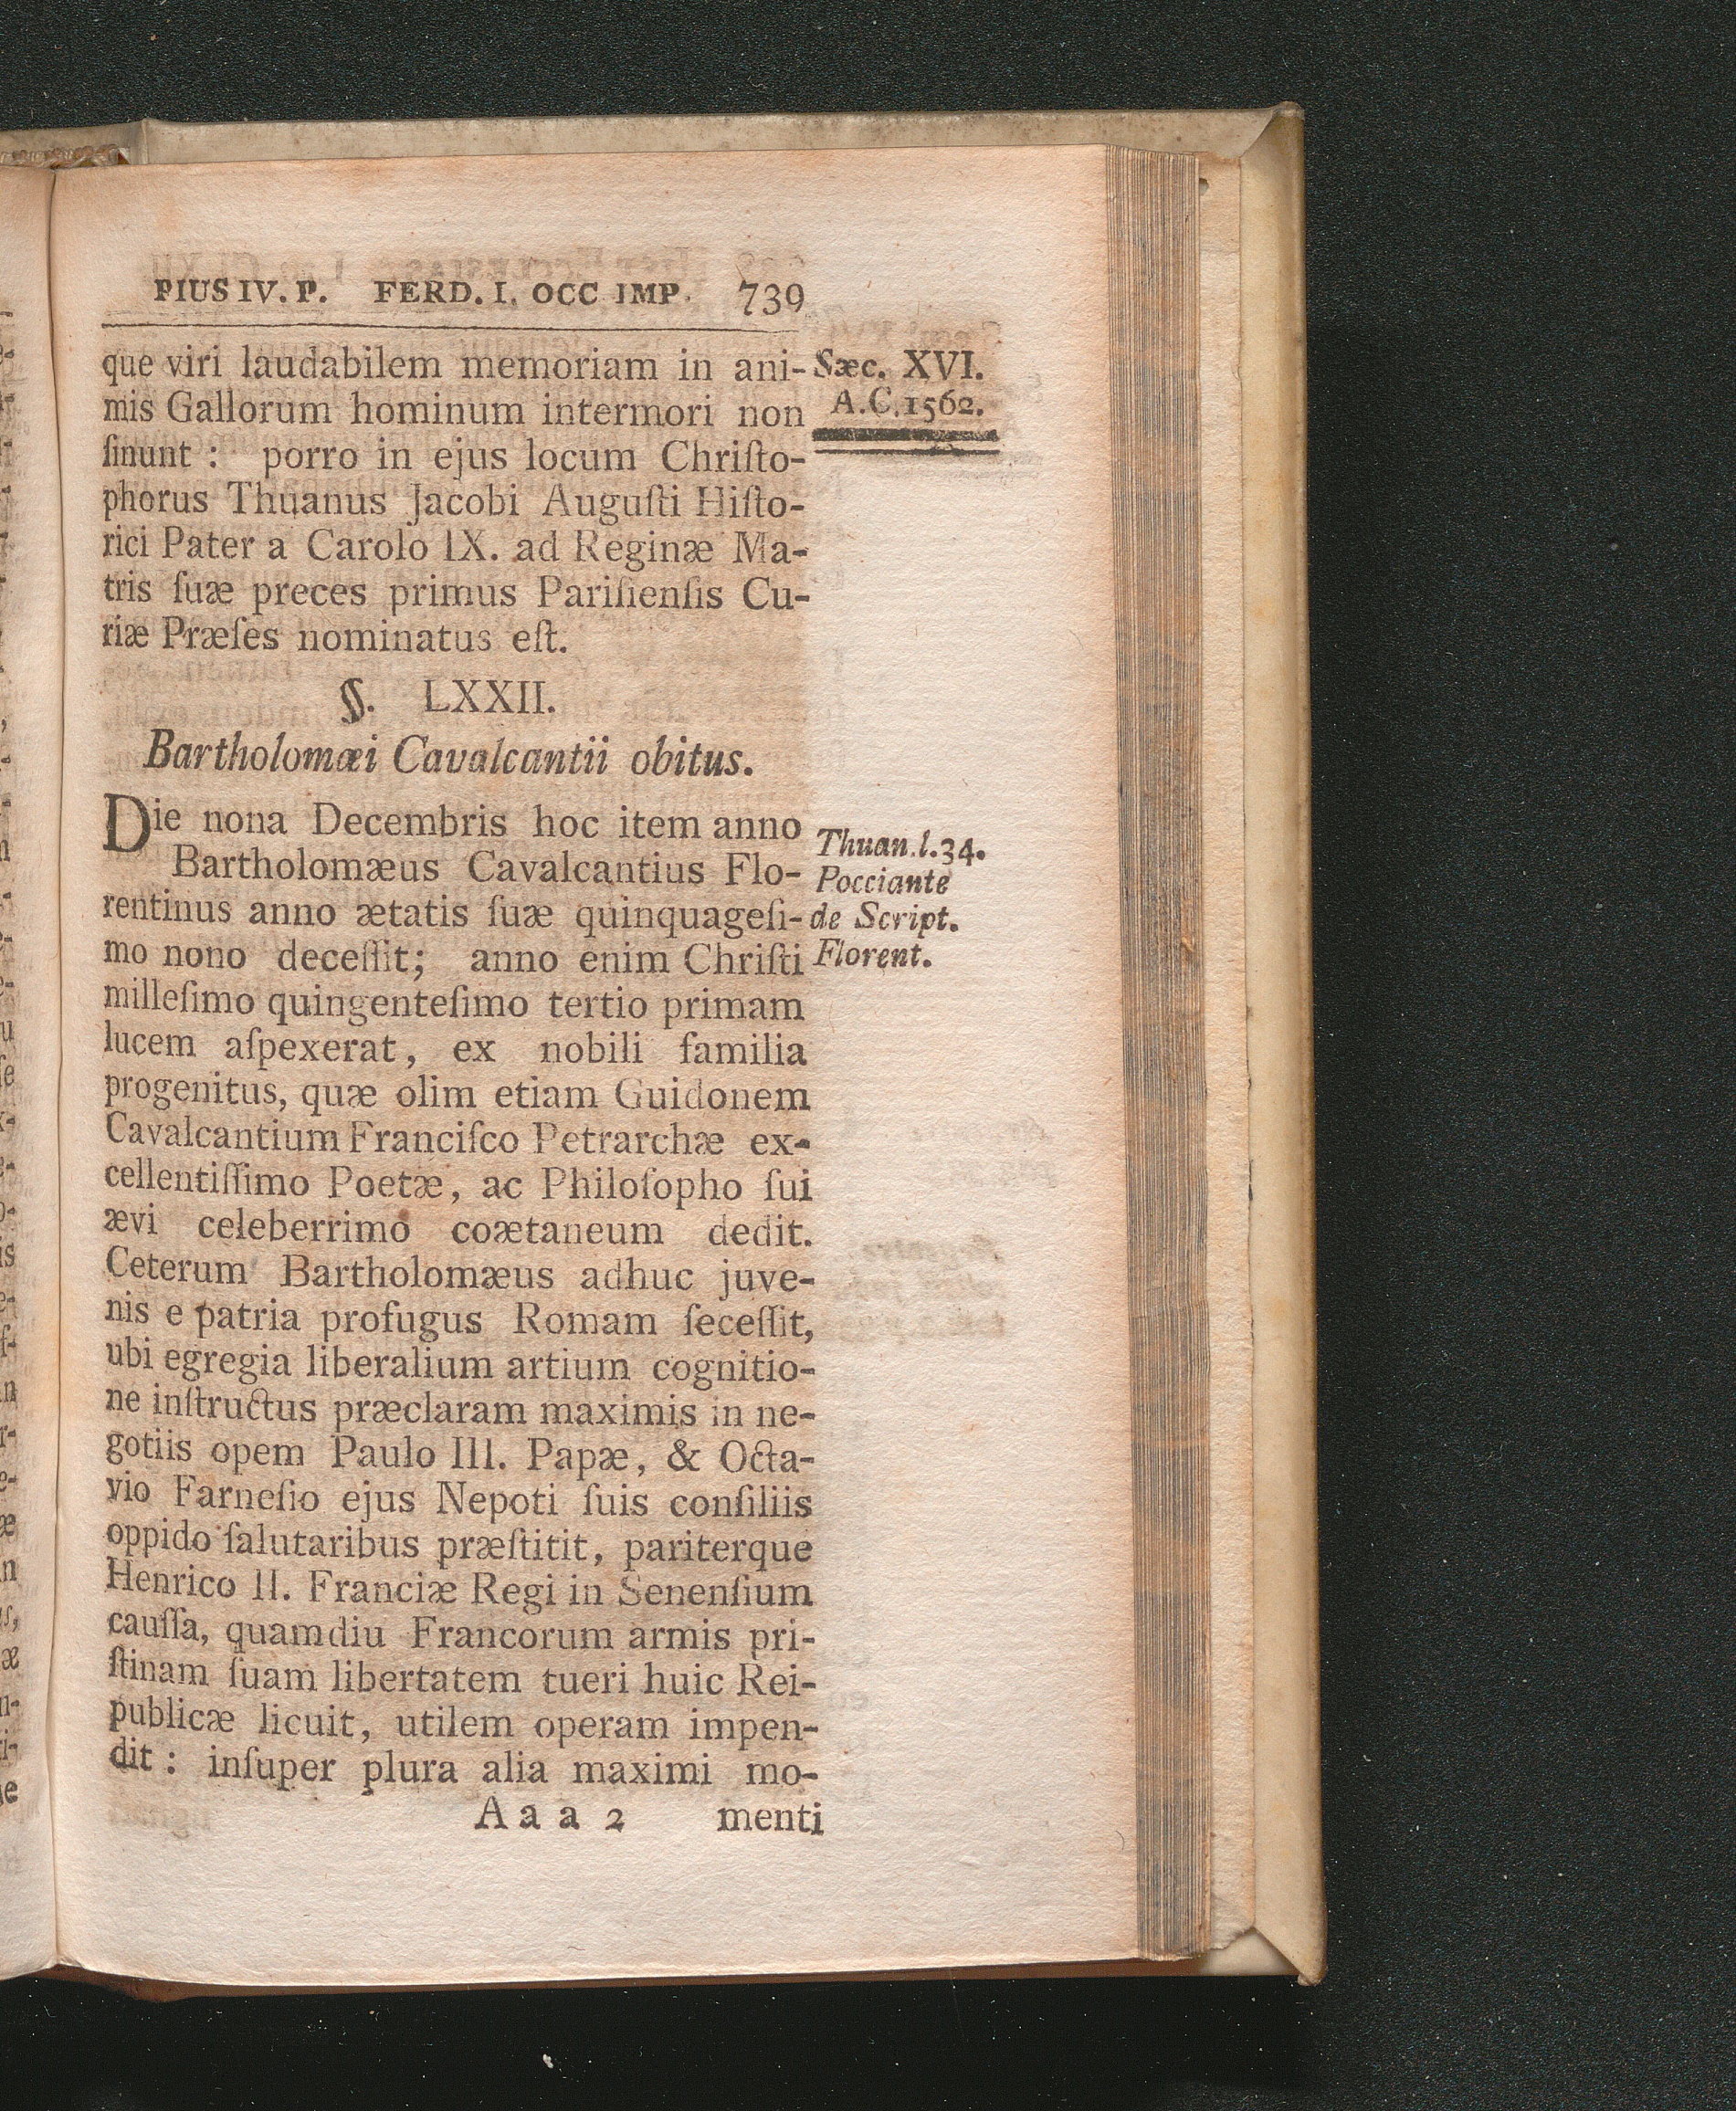 PIUS IV. P. FERD. I. OCC IMP. 739
que viri laudabilem memoriam in ani-
mis Gallorum hominum intermori non
ſinunt : porro in ejus locum Chriſto-
phorus Thuanus Jacobi Auguſti Hiſto-
rici Pater a Carolo IX. ad Reginæ Ma-
tris ſuæ preces primus Pariſienſis Cu-
riæ Præſes nominatus eſt.
Sæc. XVI.
A.C. 1562.
§. LXXII.
Bartholomæi Cavalcantii obitus.
Die nona Decembris hoc item anno
Bartholomæus Cavalcantius Flo-
rentinus anno ætatis ſuæ quinquageſi-
mo nono deceſſit; anno enim Chriſti
milleſimo quingenteſimo tertio primam
lucem aſpexerat, ex nobili familia
progenitus, quæ olim etiam Guidonem
Cavalcantium Franciſco Petrarchæ ex-
cellentiſſimo Poetæ, ac Philoſopho ſui
ævi celeberrimo coætaneum dedit.
Ceterum Bartholomæus adhuc juve-
nis e patria profugus Romam ſeceſſit,
ubi egregia liberalium artium cognitio-
ne inſtructus præclaram maximis in ne-
gotiis opem Paulo III. Papæ, & Octa-
vio Farneſio ejus Nepoti ſuis conſiliis
oppido ſalutaribus præſtitit, pariterque
Henrico II. Franciæ Regi in Senenſium
cauſſa, quamdiu Francorum armis pri-
ſtinam ſuam libertatem tueri huic Rei-
publicæ licuit, utilem operam impen-
dit : inſuper plura alia maximi mo-
Thuan. l. 34.
Pocciante
de Script.
Florent.
A a a 2 menti